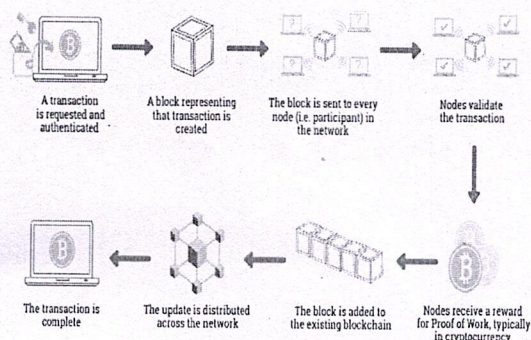 A transaction
is requested and
authenticated
A block representing
that transaction is
created
The block is sent to every
node (i.e. participant) in
the network
Nodes validate
the transaction
Nodes receive a reward
for Proof of Work, typically
in cryptocurrency
The block is added to
the existing blockchain
The update is distributed
across the network
The transaction is
complete